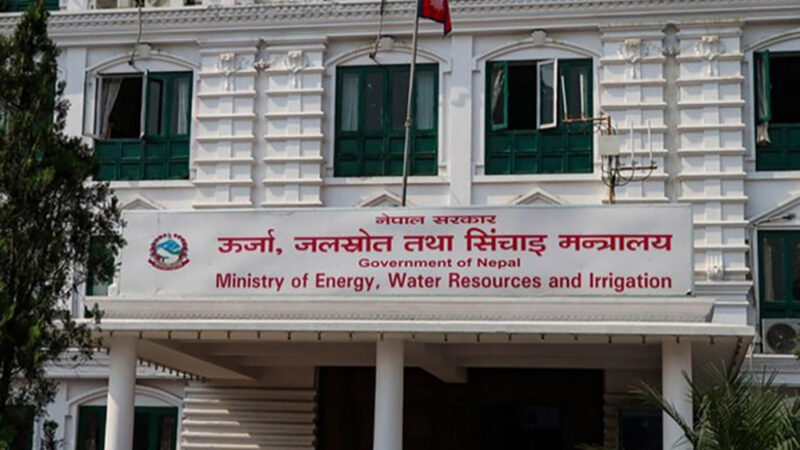 नेपाल सरकार
ऊर्जा, जलस्रोत तथा सिंचाइ मन्त्रालय
Government of Nepal
Ministry of Energy, Water Resources and Irrigation